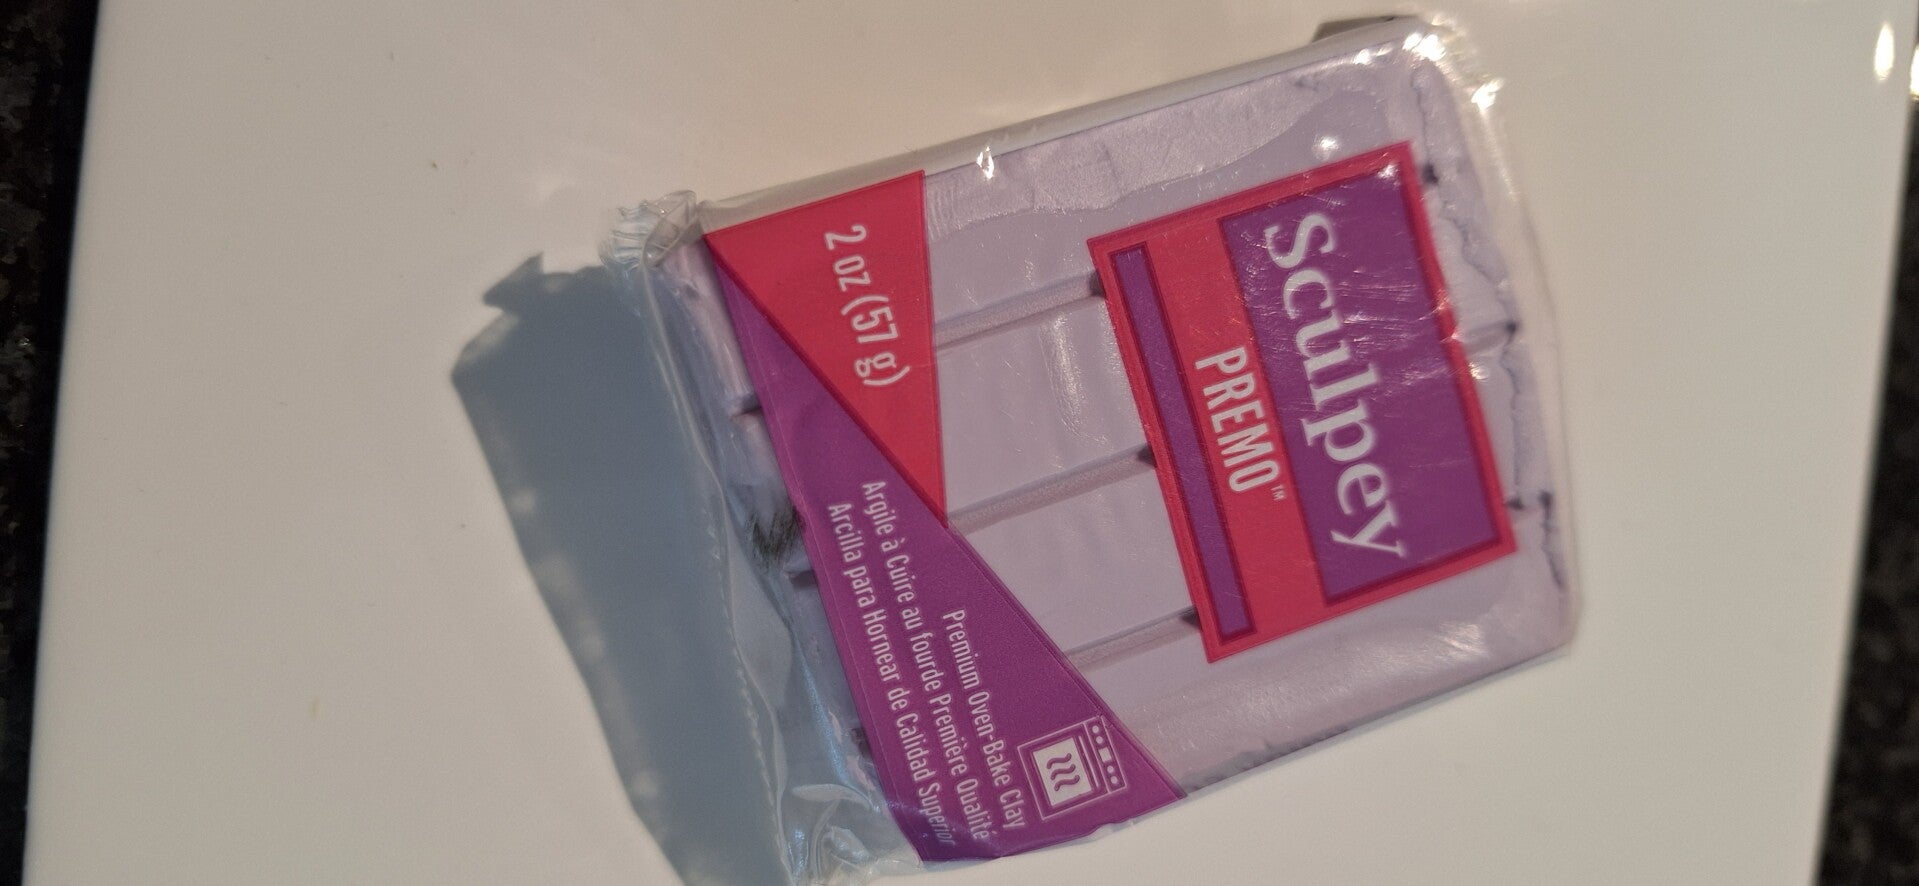 Sculpey
PREMO™
2 oz (57 g)
Premium Oven-Bake Clay
Argile à Cuire au fourde Première Qualité
Arcilla para Hornear de Calidad Superior